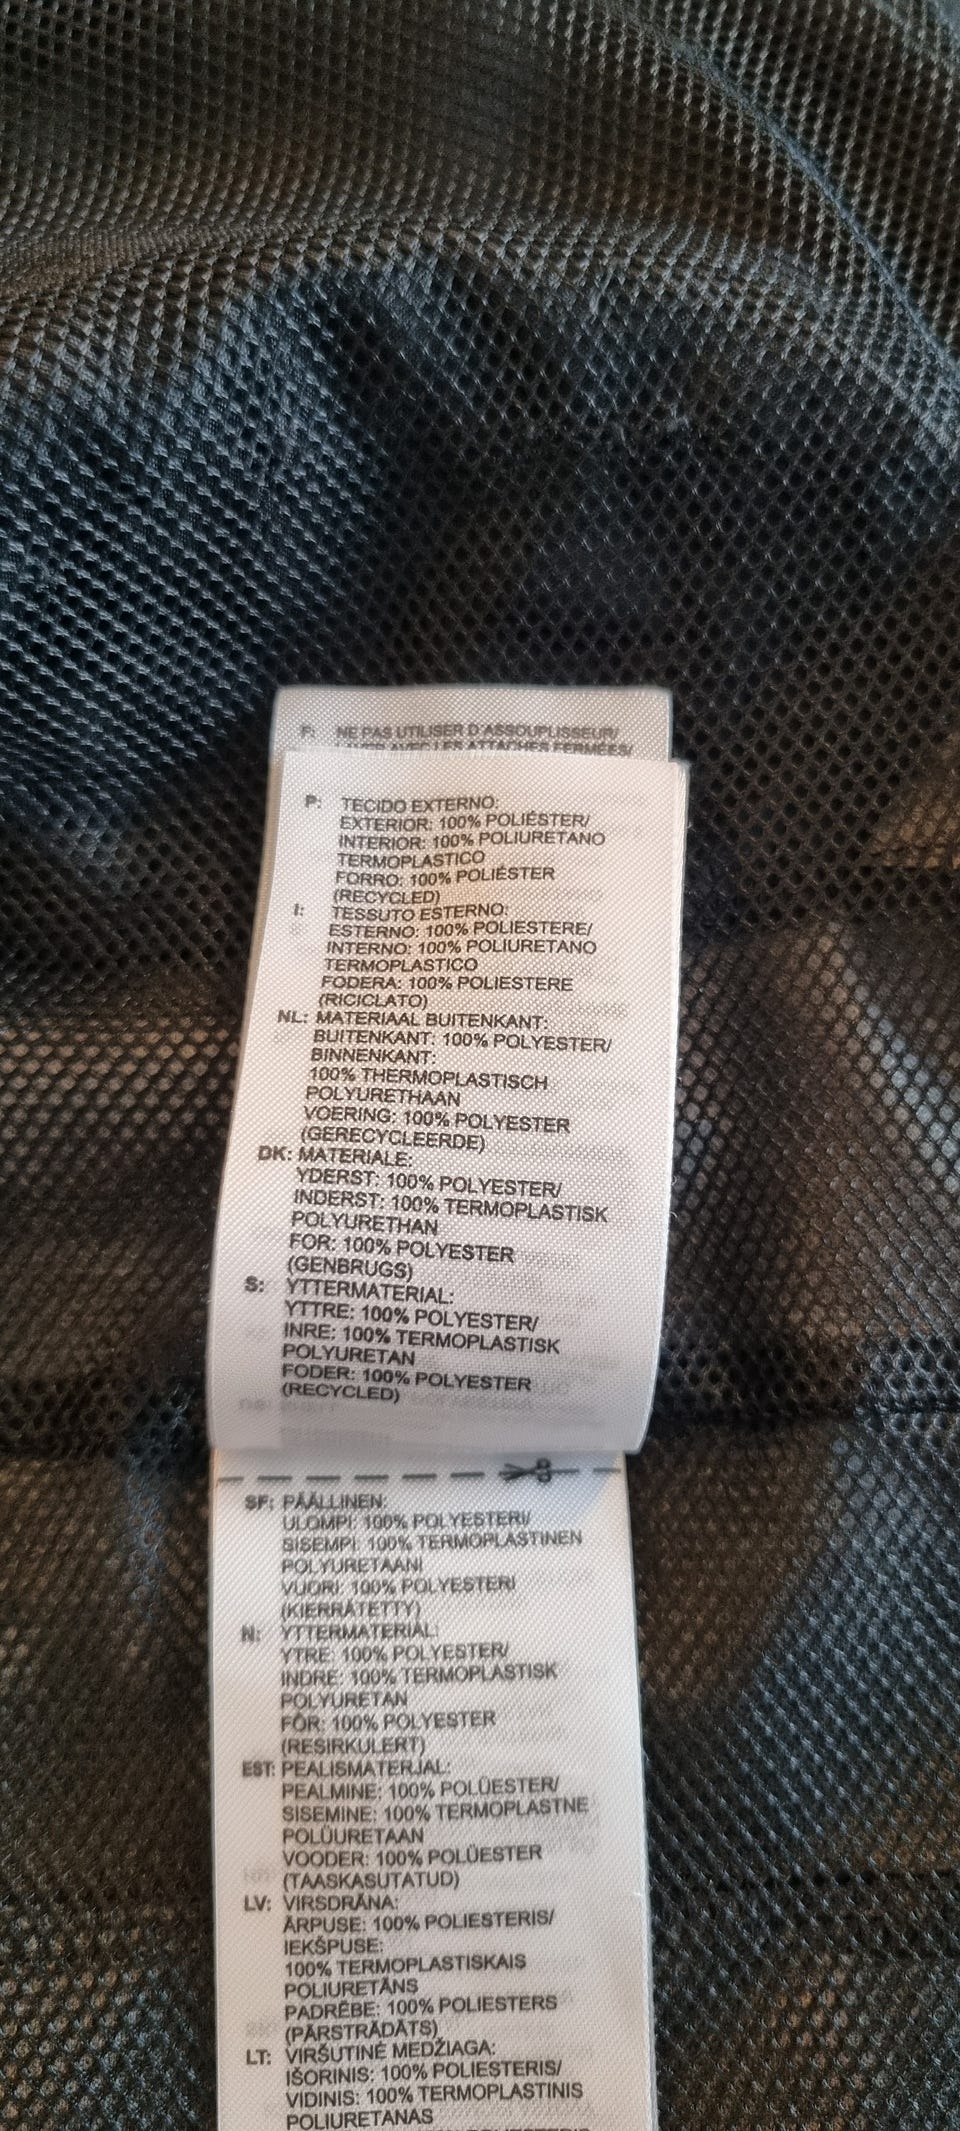 F: NE PAS UTILISER D'ASSOUPLISSEUR/
LAVER AVEC LES ATTACHES FERMÉES/
P: TECIDO EXTERNO:
EXTERIOR: 100% POLIÉSTER/
INTERIOR: 100% POLIURETANO
TERMOPLASTICO
FORRO: 100% POLIÉSTER
(RECYCLED)
I: TESSUTO ESTERNO:
ESTERNO: 100% POLIESTERE/
INTERNO: 100% POLIURETANO
TERMOPLASTICO
FODERA: 100% POLIESTERE
(RICICLATO)
NL: MATERIAAL BUITENKANT:
BUITENKANT: 100% POLYESTER/
BINNENKANT:
100% THERMOPLASTISCH
POLYURETHAAN
VOERING: 100% POLYESTER
(GERECYCLEERDE)
DK: MATERIALE:
YDERST: 100% POLYESTER/
INDERST: 100% TERMOPLASTISK
POLYURETHAN
FOR: 100% POLYESTER
(GENBRUGS)
S: YTTERMATERIAL:
YTTRE: 100% POLYESTER/
INRE: 100% TERMOPLASTISK
POLYURETAN
FODER: 100% POLYESTER
(RECYCLED)
SF: PÄÄLLINEN:
ULOMPI: 100% POLYESTERI/
SISEMPI: 100% TERMOPLASTINEN
POLYURETAANI
VUORI: 100% POLYESTERI
(KIERRÄTETTY)
N: YTTERMATERIAL:
YTRE: 100% POLYESTER/
INDRE: 100% TERMOPLASTISK
POLYURETAN
FÔR: 100% POLYESTER
(RESIRKULERT)
EST: PEALISMATERJAL:
PEALMINE: 100% POLÜESTER/
SISEMINE: 100% TERMOPLASTNE
POLÜURETAAN
VOODER: 100% POLÜESTER
(TAASKASUTATUD)
LV: VIRSDRĀNA:
ĀRPUSE: 100% POLIESTERIS/
IEKŠPUSE:
100% TERMOPLASTISKAIS
POLIURETĀNS
PADRĒBE: 100% POLIESTERS
(PĀRSTRĀDĀTS)
LT: VIRŠUTINĖ MEDŽIAGA:
IŠORINIS: 100% POLIESTERIS/
VIDINIS: 100% TERMOPLASTINIS
POLIURETANAS